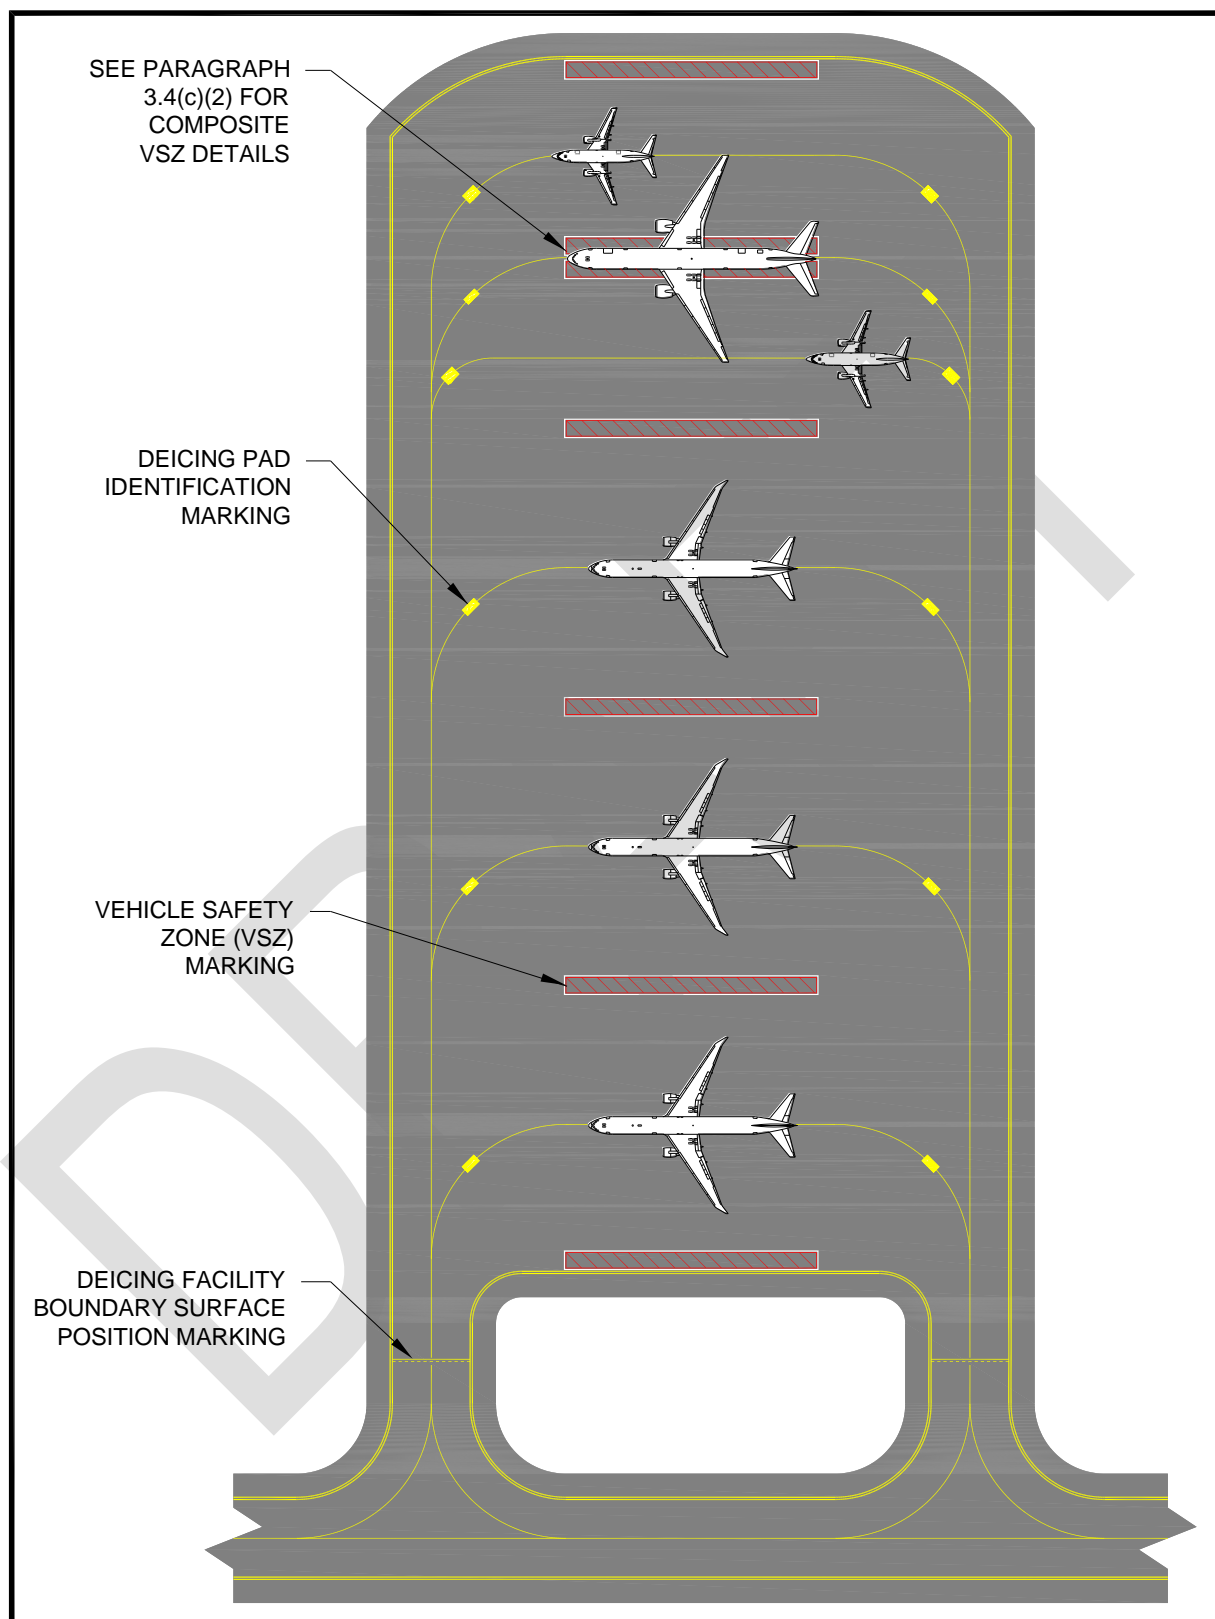 SEE PARAGRAPH
3.4(c)(2) FOR
COMPOSITE
VSZ DETAILS
DEICING PAD
IDENTIFICATION
MARKING
VEHICLE SAFETY
ZONE (VSZ)
MARKING
DEICING FACILITY
BOUNDARY SURFACE
POSITION MARKING
DRAFT